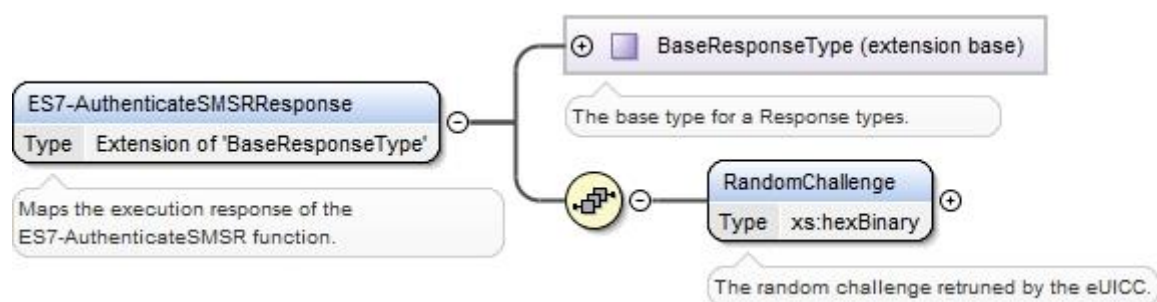 BaseResponseType (extension base)
The base type for a Response types.
ES7-AuthenticateSMSRResponse
Type Extension of 'BaseResponseType'
Maps the execution response of the
ES7-AuthenticateSMSR function.
RandomChallenge
Type xs:hexBinary
The random challenge retruned by the eUICC.